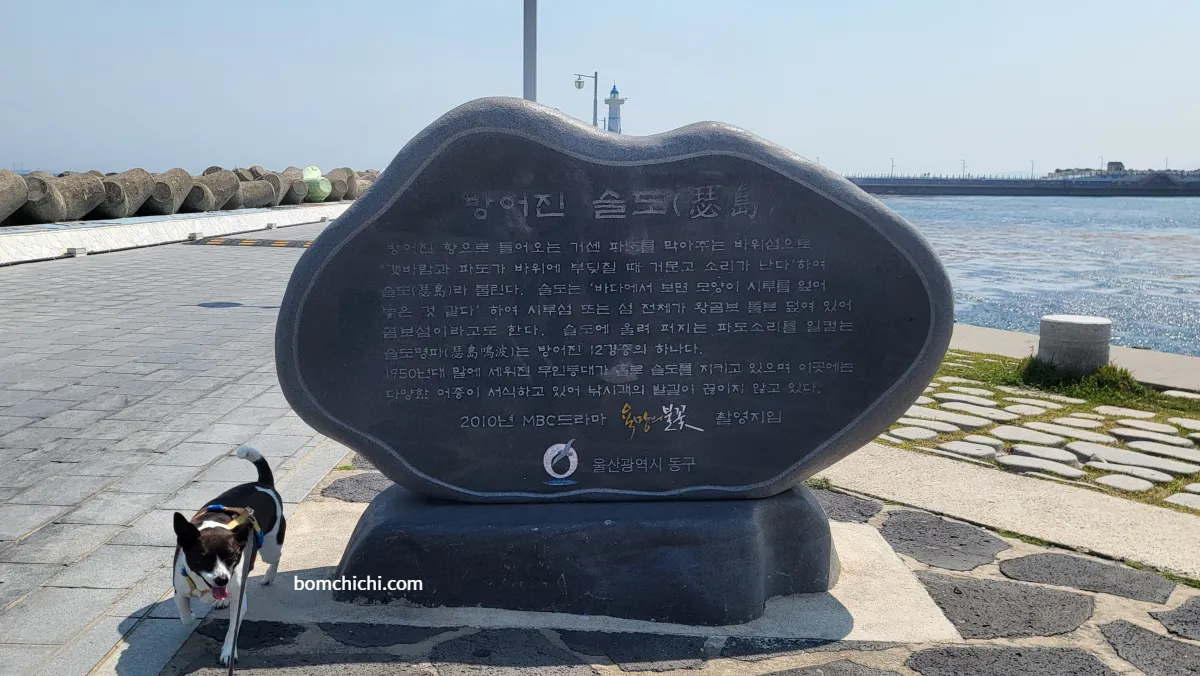 방어진 슬도(瑟島)
방어진 항으로 들어오는 거센 파도를 막아주는 바위섬으로
'갯바람과 파도가 바위에 부딪칠 때 거문고 소리가 난다'하여
슬도(瑟島)라 불린다. 슬도는 '바다에서 보면 모양이 시루를 엎어
놓은 것 같다' 하여 시루섬 또는 섬 전체가 왕곰보 돌로 덮여 있어
곰보섬이라고도 한다. 슬도에 울려 퍼지는 파도소리를 일컫는
슬도명파(瑟島鳴波)는 방어진 12경중의 하나다.
1950년대 말에 세워진 무인등대가 홀로 슬도를 지키고 있으며 이곳에는
다양한 어종이 서식하고 있어 낚시객의 발길이 끊이지 않고 있다.
2010년 MBC드라마 욕망의불꽃 촬영지임
울산광역시 동구
bomchichi.com